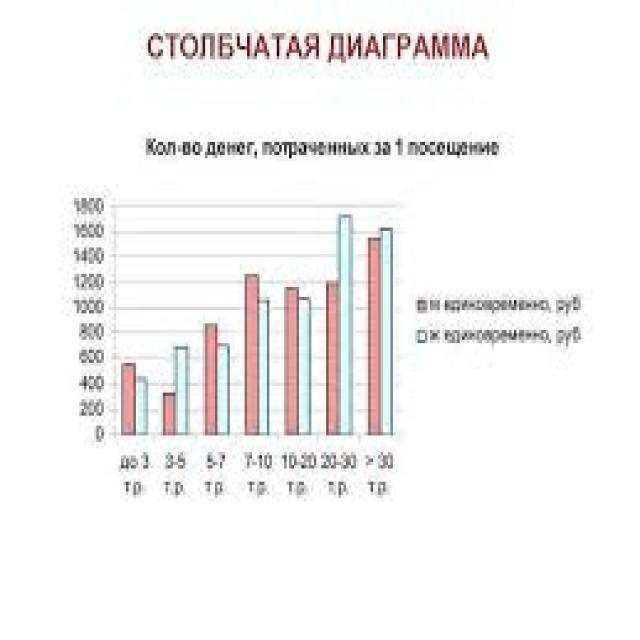 СТОЛБЧАТАЯ ДИАГРАММА
Кол-во денег, потраченных за 1 посещение
1800
1600
1400
1200
1000
800
600
400
200
0
до 3 т.р.
3-5 т.р.
5-7 т.р.
7-10 т.р.
10-20 т.р.
20-30 т.р.
> 30 т.р.
м единовременно, руб
ж единовременно, руб